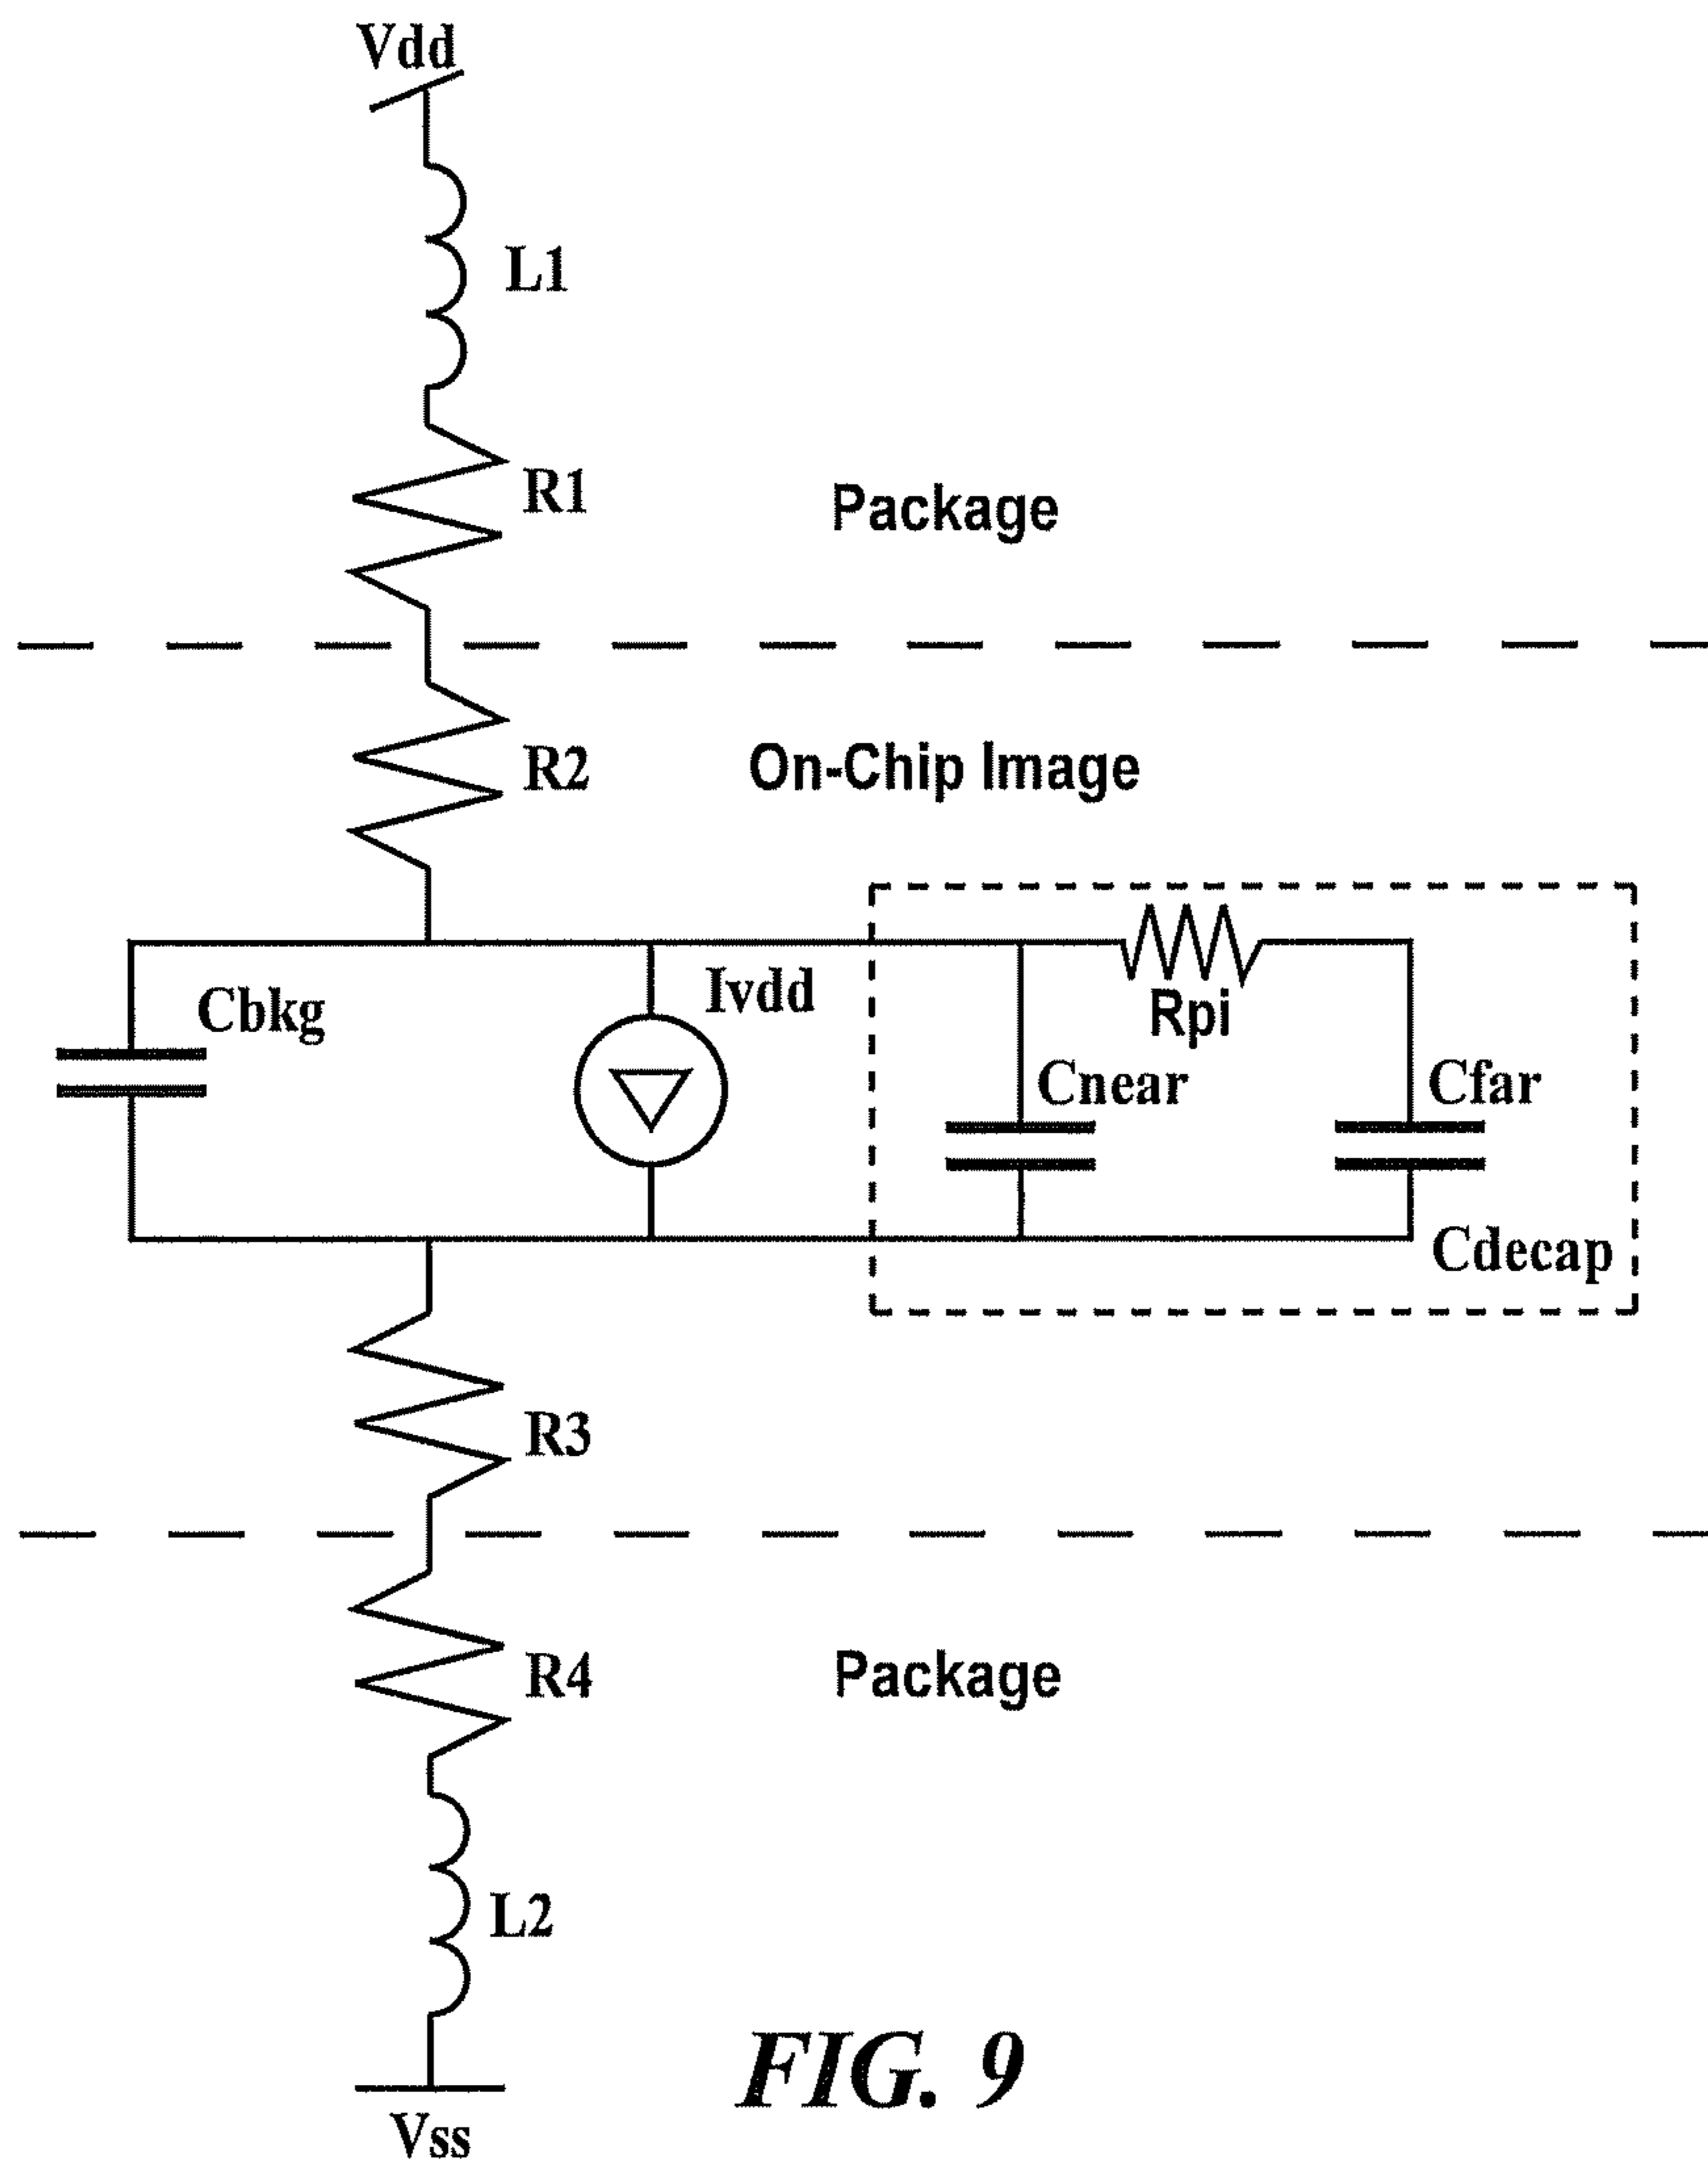 Vdd
L1
R1
Package
R2
On-Chip Image
Cbkg
Ivdd
Rpi
Cnear
Cfar
Cdecap
R3
R4
Package
L2
FIG. 9
Vss